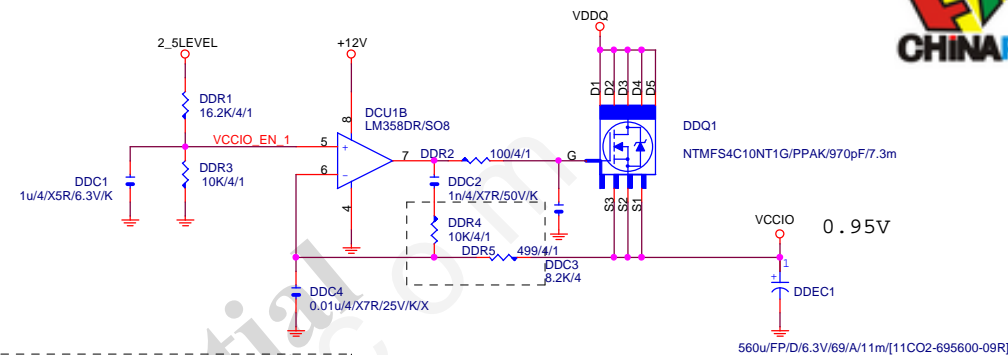 VDDQ
CHINA
2_5LEVEL
+12V
D1
D2
D3
D4
D5
DDR1
16.2K/4/1
DCU1B
LM358DR/SO8
DDQ1
8
VCCIO_EN_1
5
+
7
DDR2
100/4/1
G
NTMFS4C10NT1G/PPAK/970pF/7.3m
DDC1
1u/4/X5R/6.3V/K
DDR3
10K/4/1
6
-
4
DDC2
1n/4/X7R/50V/K
S3
S2
S1
DDR4
10K/4/1
VCCIO
0.95V
DDR5
499/4/1
DDC3
8.2K/4
1
+
DDEC1
DDC4
0.01u/4/X7R/25V/K/X
560u/FP/D/6.3V/69/A/11m/[11CO2-695600-09R]